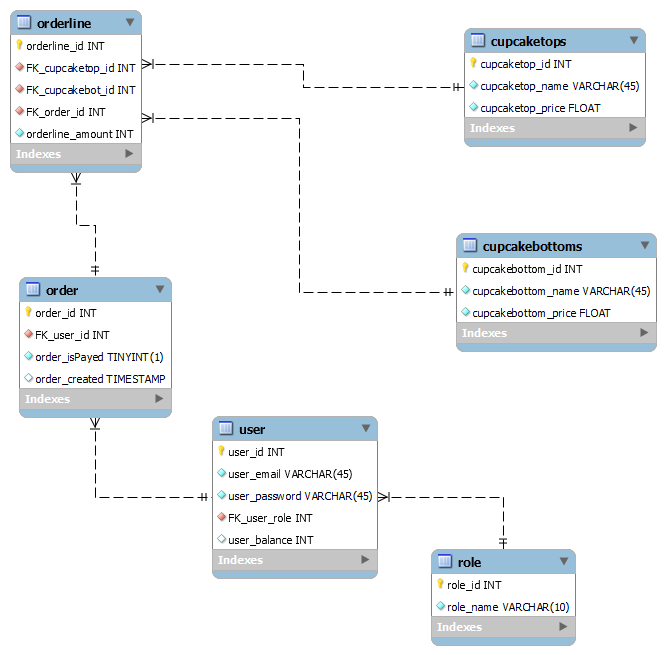 orderline
orderline_id INT
FK_cupcaketop_id INT
FK_cupcakebot_id INT
FK_order_id INT
orderline_amount INT
Indexes
cupcaketops
cupcaketop_id INT
cupcaketop_name VARCHAR(45)
cupcaketop_price FLOAT
Indexes
cupcakebottoms
cupcakebottom_id INT
cupcakebottom_name VARCHAR(45)
cupcakebottom_price FLOAT
Indexes
order
order_id INT
FK_user_id INT
order_isPayed TINYINT(1)
order_created TIMESTAMP
Indexes
user
user_id INT
user_email VARCHAR(45)
user_password VARCHAR(45)
FK_user_role INT
user_balance INT
Indexes
role
role_id INT
role_name VARCHAR(10)
Indexes